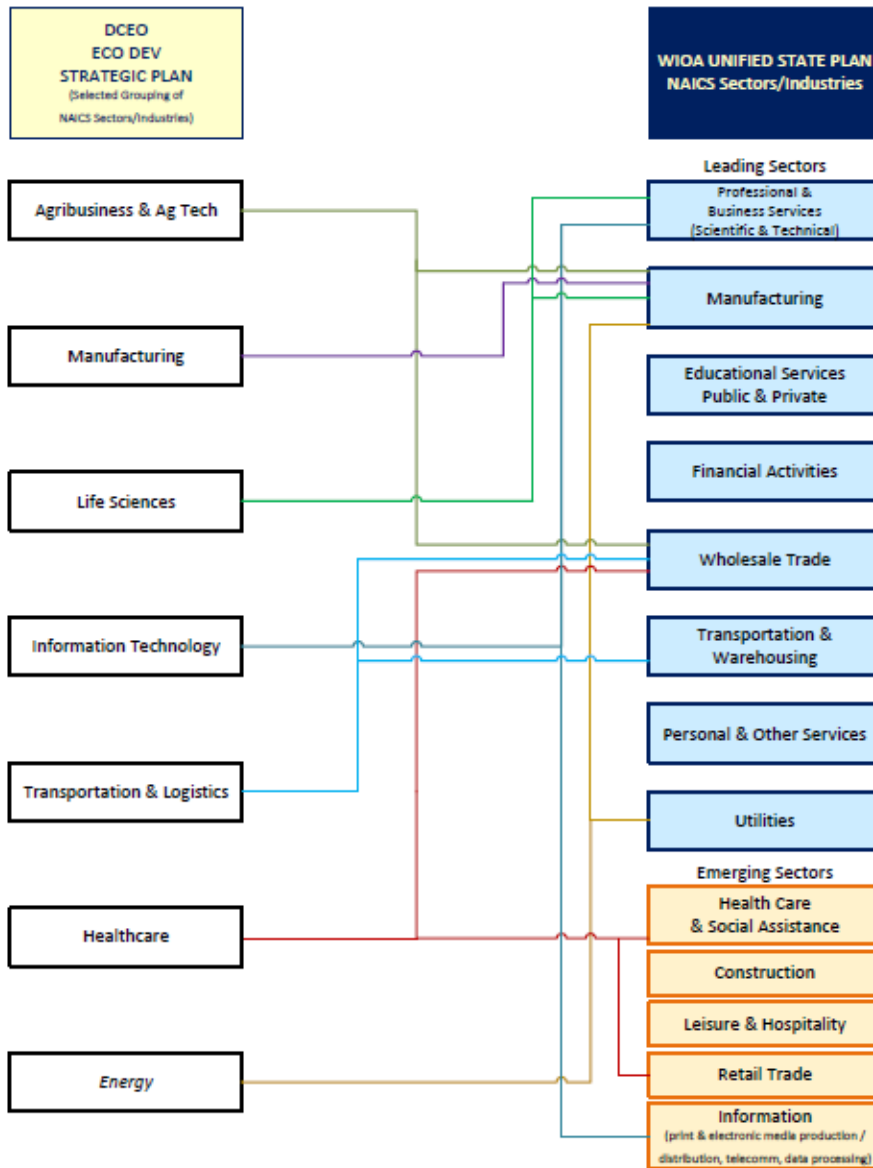 DCEO
ECO DEV
STRATEGIC PLAN
(Selected Grouping of
NAICS Sectors/Industries)
WIOA UNIFIED STATE PLAN
NAICS Sectors/Industries
Agribusiness & Ag Tech
Manufacturing
Life Sciences
Information Technology
Transportation & Logistics
Healthcare
Energy
Leading Sectors
Professional &
Business Services
(Scientific & Technical)
Manufacturing
Educational Services
Public & Private
Financial Activities
Wholesale Trade
Transportation &
Warehousing
Personal & Other Services
Utilities
Emerging Sectors
Health Care
& Social Assistance
Construction
Leisure & Hospitality
Retail Trade
Information
(print & electronic media production /
distribution, telecomm, data processing)